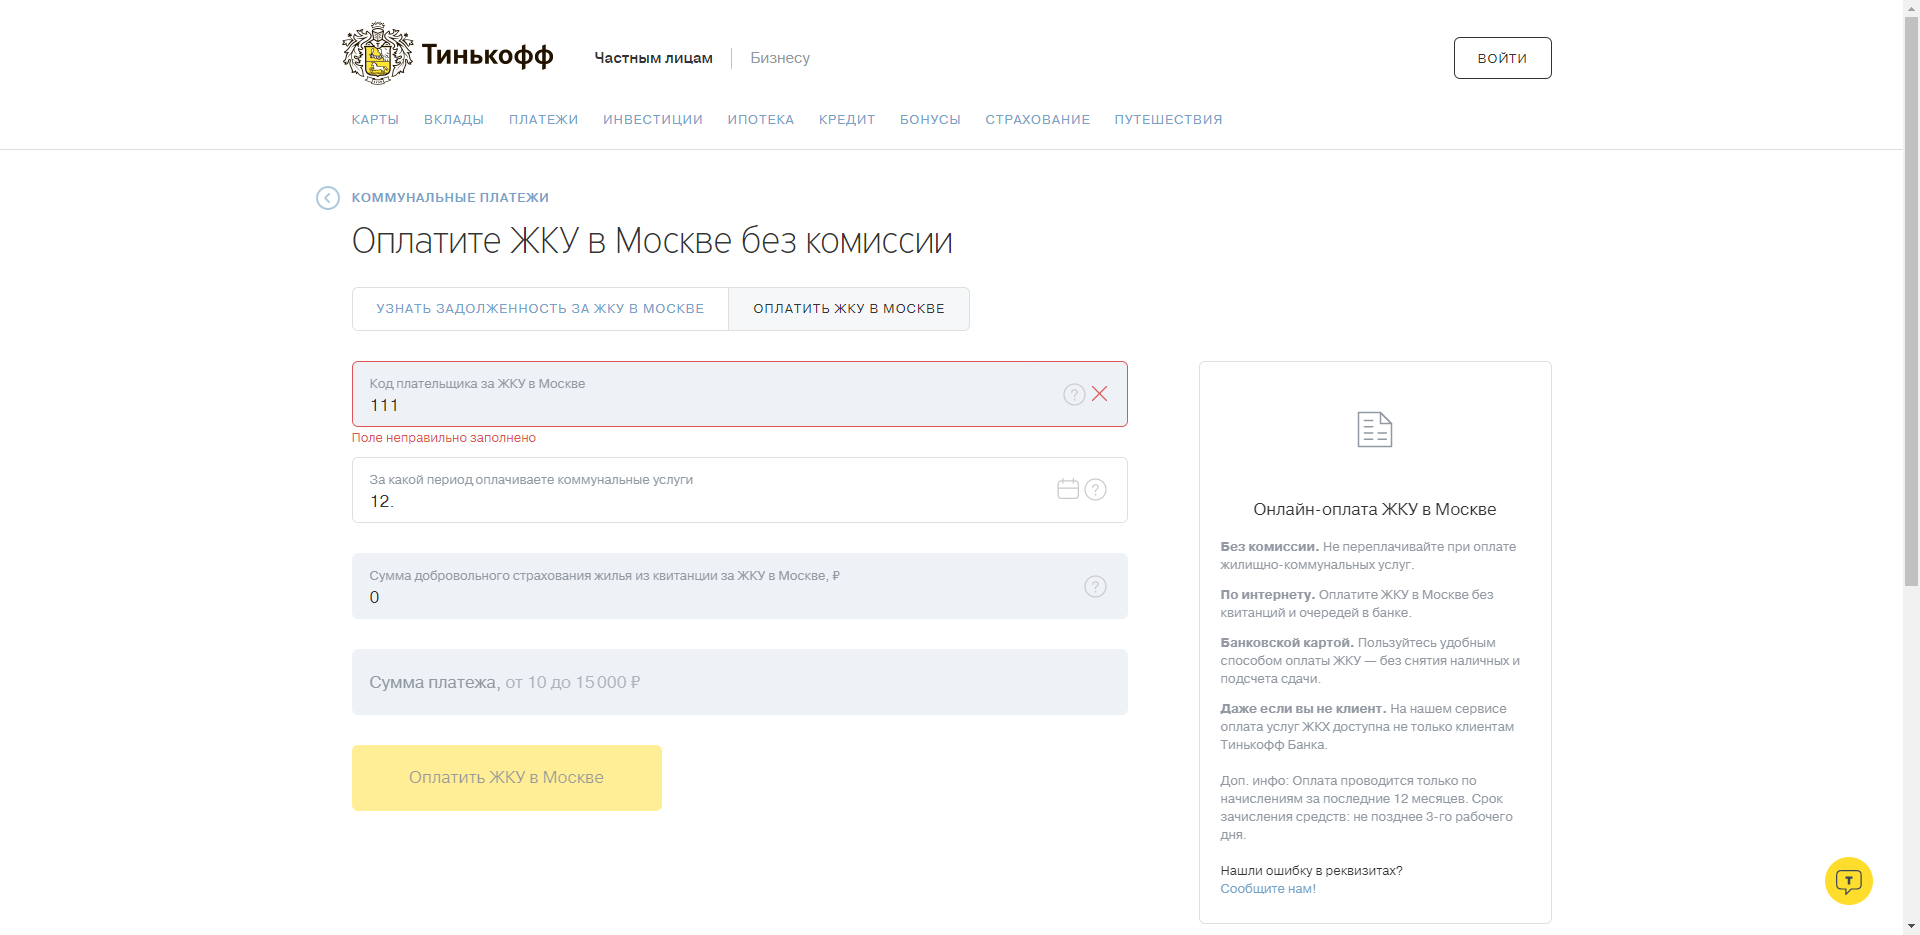 Тинькофф
Частным лицам
Бизнесу
ВОЙТИ
КАРТЫ ВКЛАДЫ ПЛАТЕЖИ ИНВЕСТИЦИИ ИПОТЕКА КРЕДИТ БОНУСЫ СТРАХОВАНИЕ ПУТЕШЕСТВИЯ
КОММУНАЛЬНЫЕ ПЛАТЕЖИ
Оплатите ЖКУ в Москве без комиссии
УЗНАТЬ ЗАДОЛЖЕННОСТЬ ЗА ЖКУ В МОСКВЕ
ОПЛАТИТЬ ЖКУ В МОСКВЕ
Код плательщика за ЖКУ в Москве
111
?
Поле неправильно заполнено
За какой период оплачиваете коммунальные услуги
12.
?
Сумма добровольного страхования жилья из квитанции за ЖКУ в Москве, ₽
0
?
Сумма платежа, от 10 до 15 000 ₽
Оплатить ЖКУ в Москве
Онлайн-оплата ЖКУ в Москве
Без комиссии. Не переплачивайте при оплате
жилищно-коммунальных услуг.
По интернету. Оплатите ЖКУ в Москве без
квитанций и очередей в банке.
Банковской картой. Пользуйтесь удобным
способом оплаты ЖКУ — без снятия наличных и
подсчета сдачи.
Даже если вы не клиент. На нашем сервисе
оплата услуг ЖКХ доступна не только клиентам
Тинькофф Банка.
Доп. инфо: Оплата проводится только по
начислениям за последние 12 месяцев. Срок
зачисления средств: не позднее 3-го рабочего
дня.
Нашли ошибку в реквизитах?
Сообщите нам!
Т